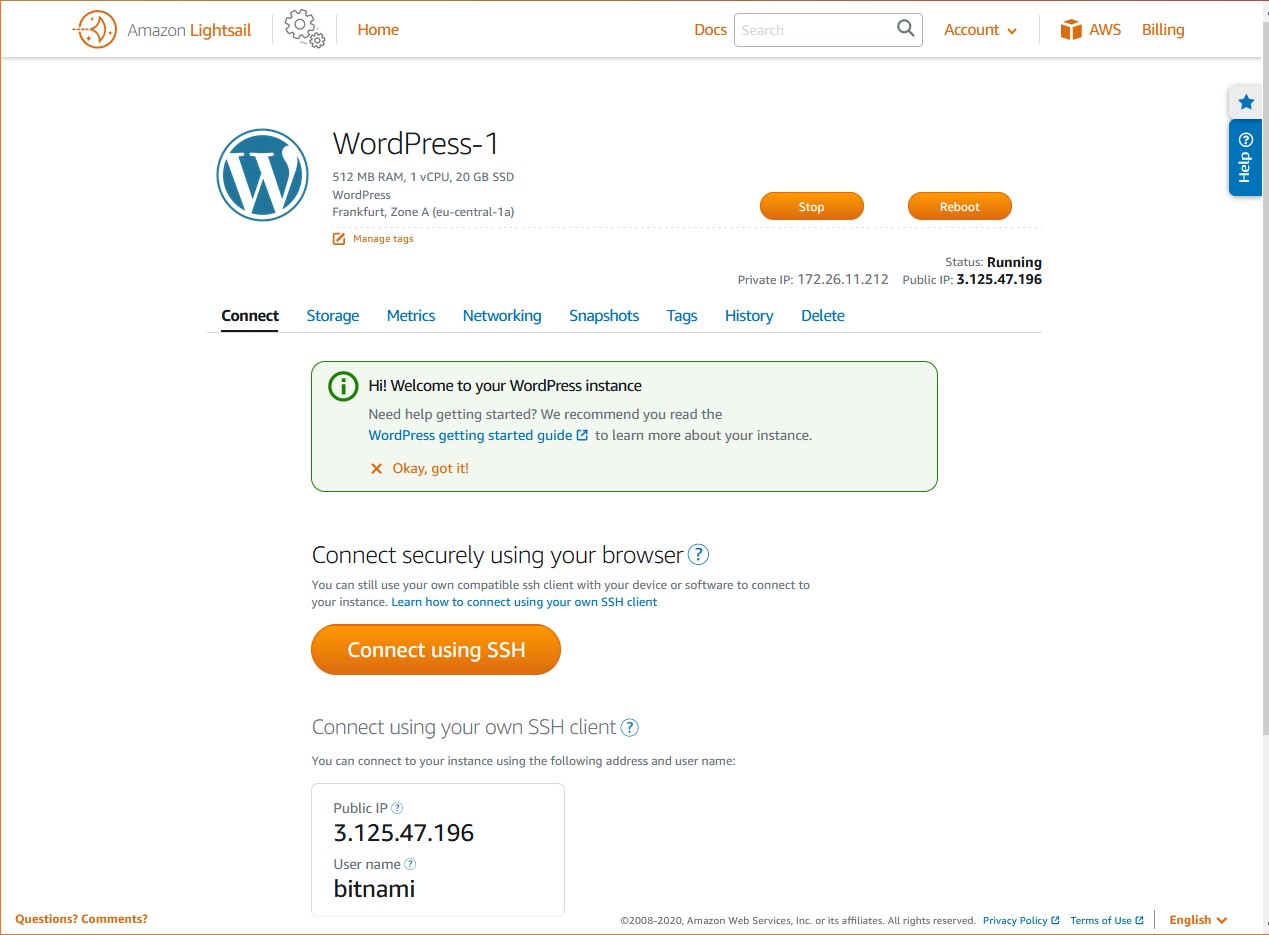 Amazon Lightsail
Home
Docs
Search
Account
AWS
Billing
Help
WordPress-1
512 MB RAM, 1 vCPU, 20 GB SSD
WordPress
Frankfurt, Zone A (eu-central-1a)
Stop
Reboot
Manage tags
Status: Running
Private IP: 172.26.11.212 Public IP: 3.125.47.196
Connect Storage Metrics Networking Snapshots Tags History Delete
Hi! Welcome to your WordPress instance
Need help getting started? We recommend you read the
WordPress getting started guide to learn more about your instance.
Okay, got it!
Connect securely using your browser ?
You can still use your own compatible ssh client with your device or software to connect to
your instance. Learn how to connect using your own SSH client
Connect using SSH
Connect using your own SSH client ?
You can connect to your instance using the following address and user name:
Public IP ?
3.125.47.196
User name ?
bitnami
Questions? Comments?
©2008-2020, Amazon Web Services, Inc. or its affiliates. All rights reserved. Privacy Policy Terms of Use
English